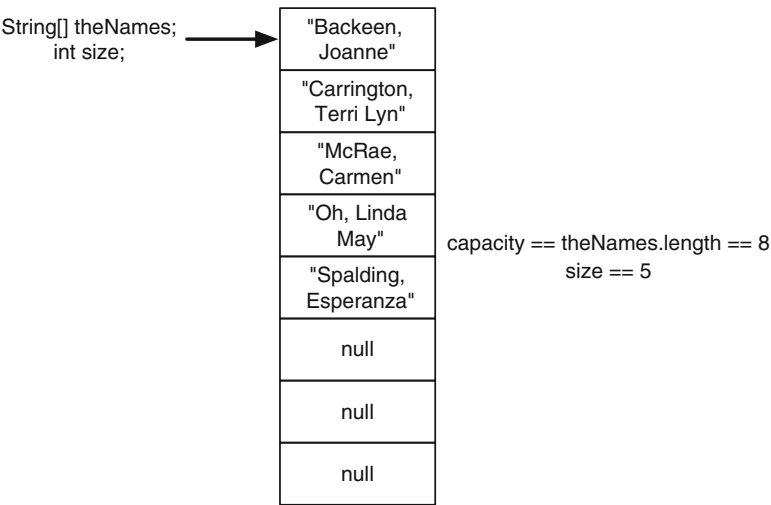 String[] theNames;
int size;
"Backeen,
Joanne"
"Carrington,
Terri Lyn"
"McRae,
Carmen"
"Oh, Linda
May"
"Spalding,
Esperanza"
null
null
null
capacity == theNames.length == 8
size == 5